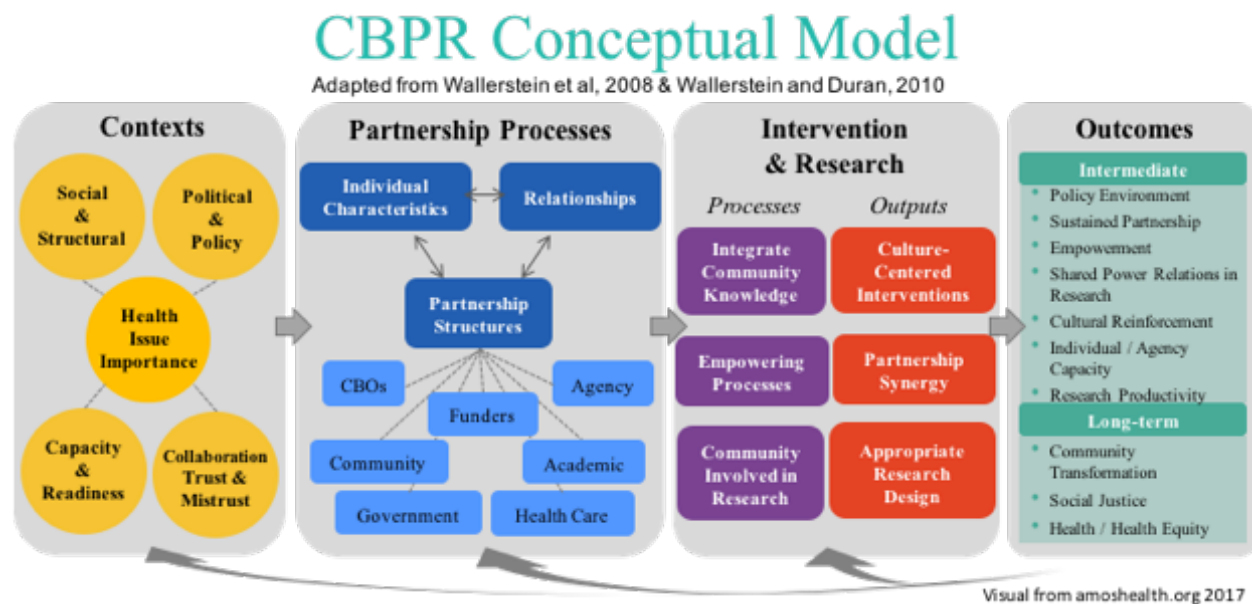 CBPR Conceptual Model
Adapted from Wallerstein et al, 2008 & Wallerstein and Duran, 2010
Contexts
Social
&
Structural
Political
&
Policy
Health
Issue
Importance
Capacity
&
Readiness
Collaboration
Trust &
Mistrust
Partnership Processes
Individual
Characteristics
Relationships
Partnership
Structures
CBOs
Agency
Funders
Community
Academic
Government
Health Care
Intervention
& Research
Processes
Outputs
Integrate
Community
Knowledge
Culture-
Centered
Interventions
Empowering
Processes
Partnership
Synergy
Community
Involved in
Research
Appropriate
Research
Design
Outcomes
Intermediate
• Policy Environment
• Sustained Partnership
• Empowerment
• Shared Power Relations in
Research
• Cultural Reinforcement
• Individual / Agency
Capacity
• Research Productivity
Long-term
• Community
Transformation
• Social Justice
• Health / Health Equity
Visual from amoshealth.org 2017